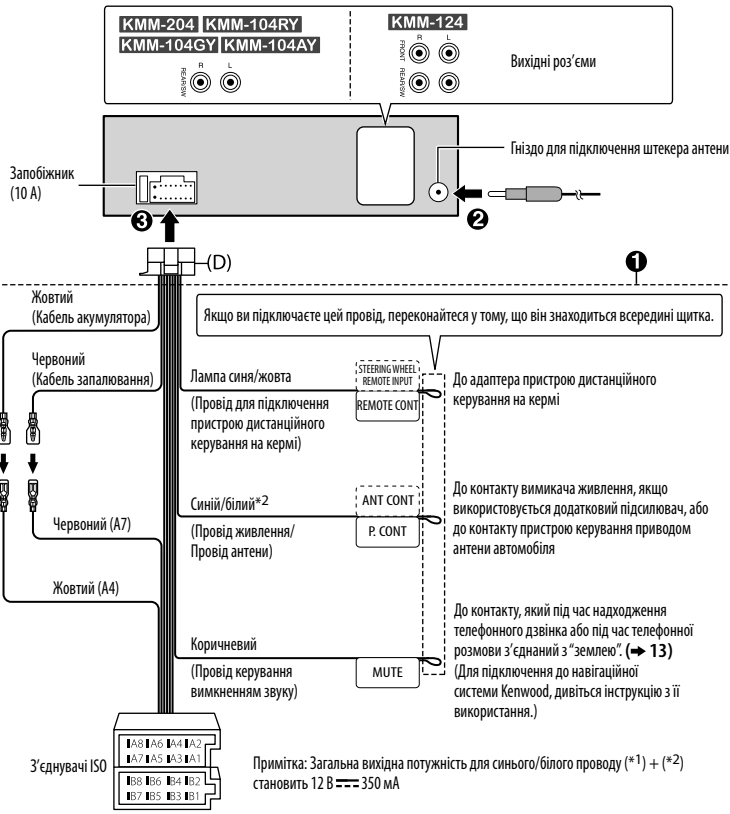 KMM-204 KMM-104RY
KMM-104GY KMM-104AY
R L
REAR/SW
KMM-124
R L
FRONT
REAR/SW
Вихідні роз’єми
Гніздо для підключення штекера антени
Запобіжник
(10 A)
3
2
(D)
1
Жовтий
(Кабель акумулятора)
Якщо ви підключаєте цей провід, переконайтеся у тому, що він знаходиться всередині щитка.
Червоний
(Кабель запалювання)
Лампа синя/жовта
(Провід для підключення
пристрою дистанційного
керування на кермі)
STEERING WHEEL
REMOTE INPUT
REMOTE CONT
До адаптера пристрою дистанційного
керування на кермі
Синій/білий*2
(Провід живлення/
Провід антени)
ANT CONT
P. CONT
До контакту вимикача живлення, якщо
використовується додатковий підсилювач, або
до контакту пристрою керування приводом
антени автомобіля
Червоний (A7)
Жовтий (A4)
Коричневий
(Провід керування
вимкненням звуку)
MUTE
До контакту, який під час надходження
телефонного дзвінка або під час телефонної
розмови з’єднаний з “землею”. (➜ 13)
(Для підключення до навігаційної
системи Kenwood, дивіться інструкцію з її
використання.)
З’єднувачі ISO
A8 A6 A4 A2
A7 A5 A3 A1
B8 B6 B4 B2
B7 B5 B3 B1
Примітка: Загальна вихідна потужність для синього/білого проводу (*1) + (*2)
становить 12 В ⎓ 350 мА